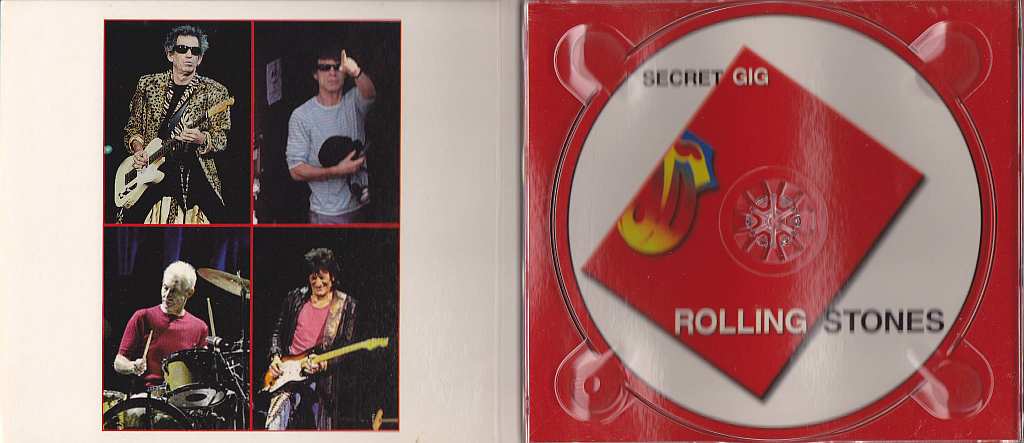 SECRET GIG
ROLLING STONES